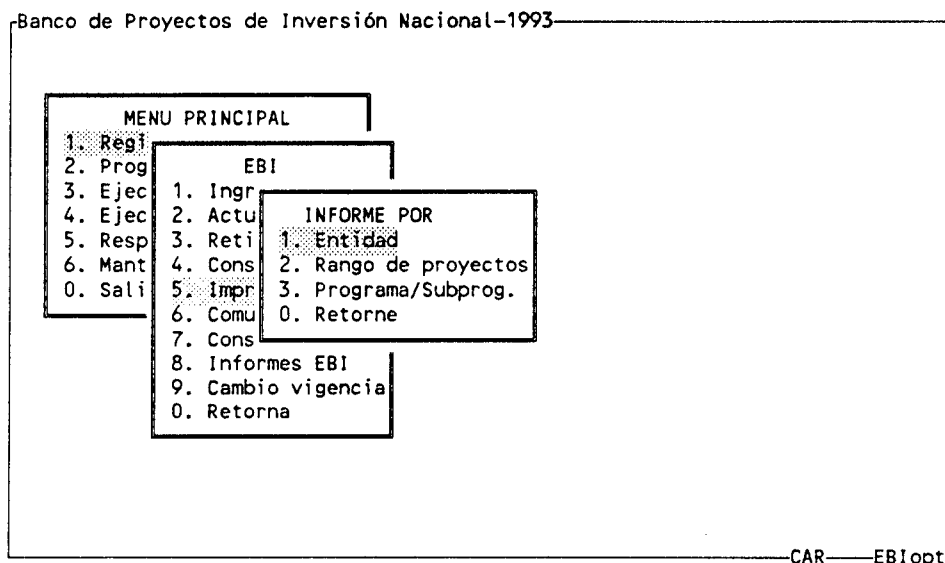 Banco de Proyectos de Inversión Nacional-1993
MENU PRINCIPAL
1. Regi
2. Prog
3. Ejec
4. Ejec
5. Resp
6. Mant
0. Sali
EBI
1. Ingr
2. Actu
3. Reti
4. Cons
5. Impr
6. Comu
7. Cons
8. Informes EBI
9. Cambio vigencia
0. Retorna
INFORME POR
1. Entidad
2. Rango de proyectos
3. Programa/Subprog.
0. Retorne
CAR EBIopt